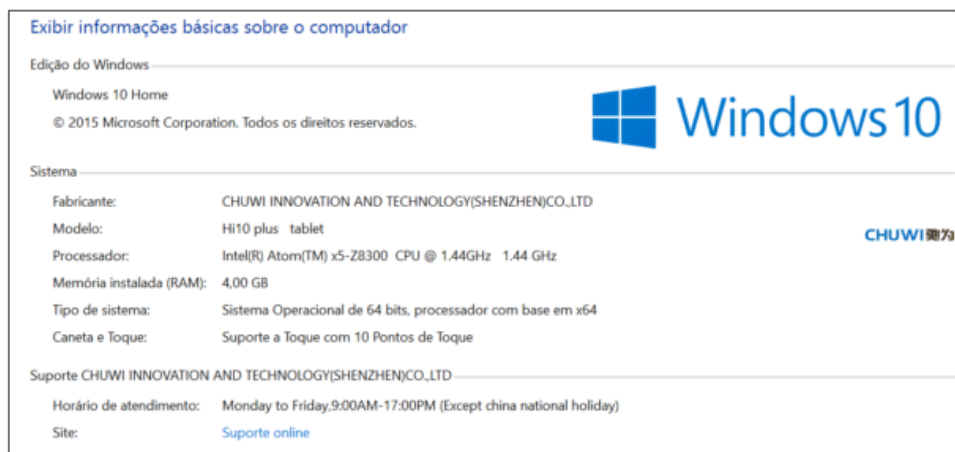 Exibir informações básicas sobre o computador
Edição do Windows
Windows 10 Home
© 2015 Microsoft Corporation. Todos os direitos reservados.
Windows 10
Sistema
Fabricante: CHUWI INNOVATION AND TECHNOLOGY(SHENZHEN)CO.,LTD
Modelo: Hi10 plus tablet
CHUWI驰为
Processador: Intel(R) Atom(TM) x5-Z8300 CPU @ 1.44GHz 1.44 GHz
Memória instalada (RAM): 4,00 GB
Tipo de sistema: Sistema Operacional de 64 bits, processador com base em x64
Caneta e Toque: Suporte a Toque com 10 Pontos de Toque
Suporte CHUWI INNOVATION AND TECHNOLOGY(SHENZHEN)CO.,LTD
Horário de atendimento: Monday to Friday,9:00AM-17:00PM (Except china national holiday)
Site: Suporte online